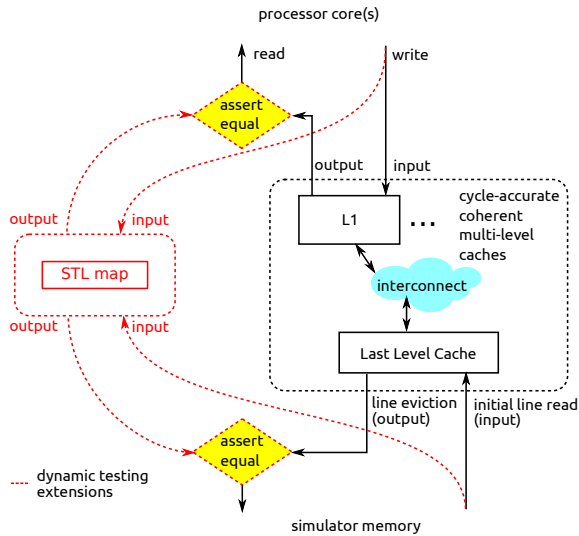 processor core(s)
read
write
assert
equal
output
input
output
input
L1
...
cycle-accurate
coherent
multi-level
caches
STL map
interconnect
output
input
Last Level Cache
line eviction
(output)
initial line read
(input)
assert
equal
dynamic testing
extensions
simulator memory